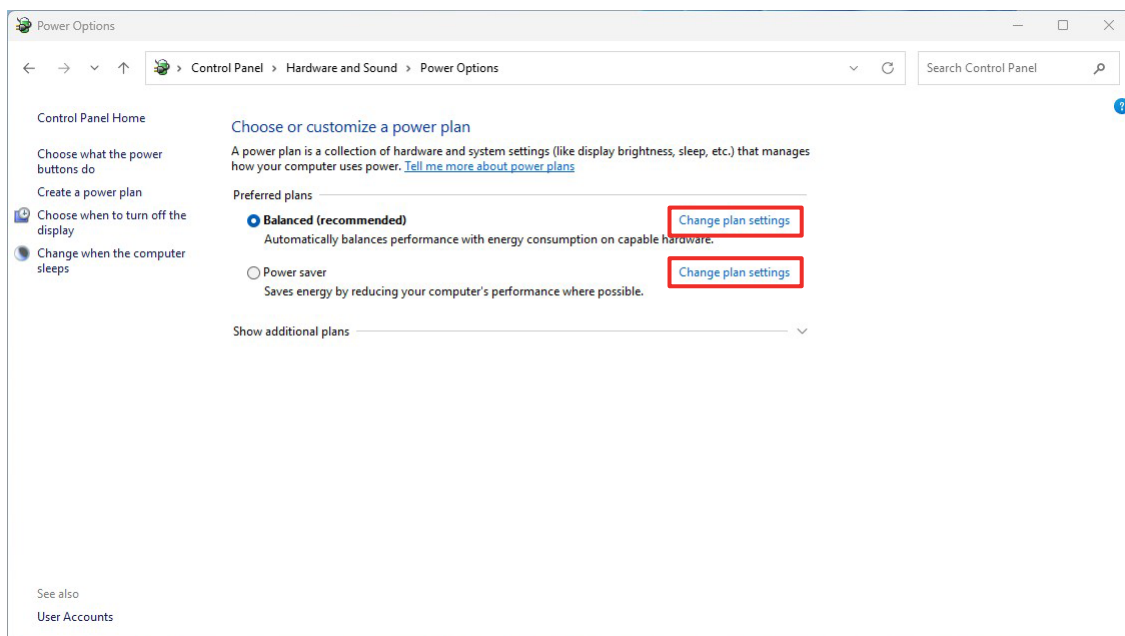 Power Options
Control Panel > Hardware and Sound > Power Options
Search Control Panel
Control Panel Home
Choose what the power
buttons do
Create a power plan
Choose when to turn off the
display
Change when the computer
sleeps
Choose or customize a power plan
A power plan is a collection of hardware and system settings (like display brightness, sleep, etc.) that manages
how your computer uses power. Tell me more about power plans
Preferred plans
Balanced (recommended)
Change plan settings
Automatically balances performance with energy consumption on capable hardware.
Power saver
Change plan settings
Saves energy by reducing your computer's performance where possible.
Show additional plans
See also
User Accounts